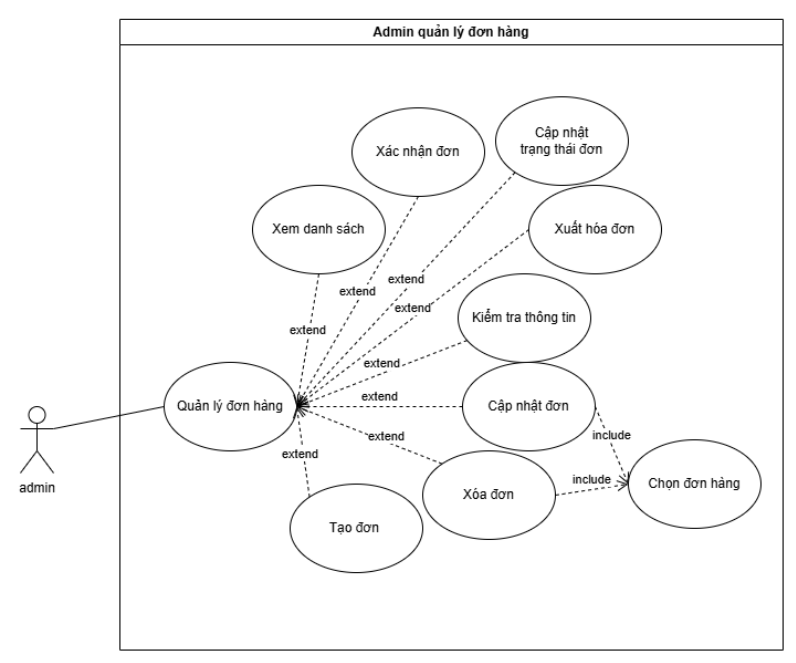 Admin quản lý đơn hàng
Xác nhận đơn
Cập nhật
trạng thái đơn
Xem danh sách
Xuất hóa đơn
extend
extend
extend
Kiểm tra thông tin
extend
extend
Quản lý đơn hàng
extend
Cập nhật đơn
extend
include
extend
admin
Xóa đơn
include
Chọn đơn hàng
Tạo đơn